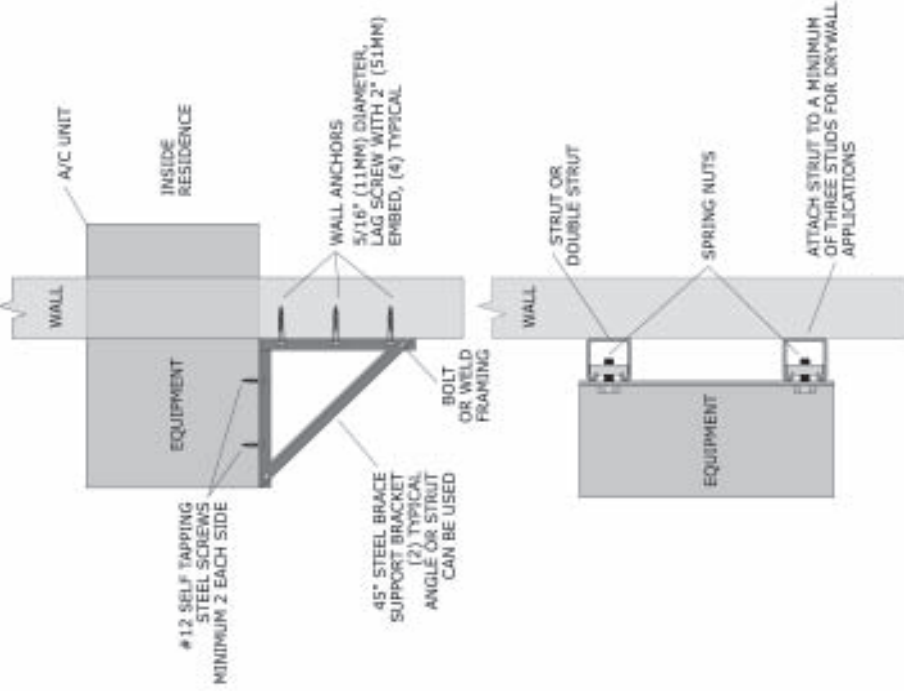 A/C UNIT
INSIDE
RESIDENCE
WALL
EQUIPMENT
#12 SELF TAPPING
STEEL SCREWS
MINIMUM 2 EACH SIDE
WALL ANCHORS
5/16" (11MM) DIAMETER,
LAG SCREW WITH 2" (51MM)
EMBED, (4) TYPICAL
BOLT
OR WELD
FRAMING
45° STEEL BRACE
SUPPORT BRACKET
(2) TYPICAL
ANGLE OR STRUT
CAN BE USED
STRUT OR
DOUBLE STRUT
WALL
SPRING NUTS
EQUIPMENT
ATTACH STRUT TO A MINIMUM
OF THREE STUDS FOR DRYWALL
APPLICATIONS